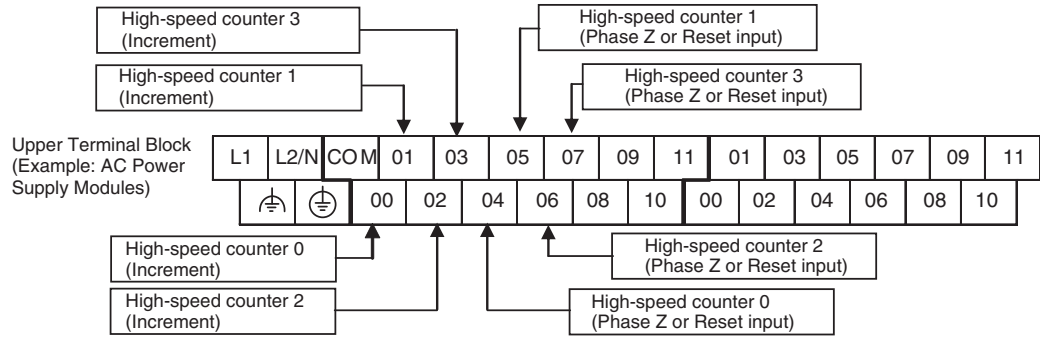 High-speed counter 3
(Increment)
High-speed counter 1
(Phase Z or Reset input)
High-speed counter 1
(Increment)
High-speed counter 3
(Phase Z or Reset input)
Upper Terminal Block
(Example: AC Power
Supply Modules)
L1 L2/N COM 01 03 05 07 09 11 01 03 05 07 09 11
00 02 04 06 08 10 00 02 04 06 08 10
High-speed counter 0
(Increment)
High-speed counter 2
(Phase Z or Reset input)
High-speed counter 2
(Increment)
High-speed counter 0
(Phase Z or Reset input)